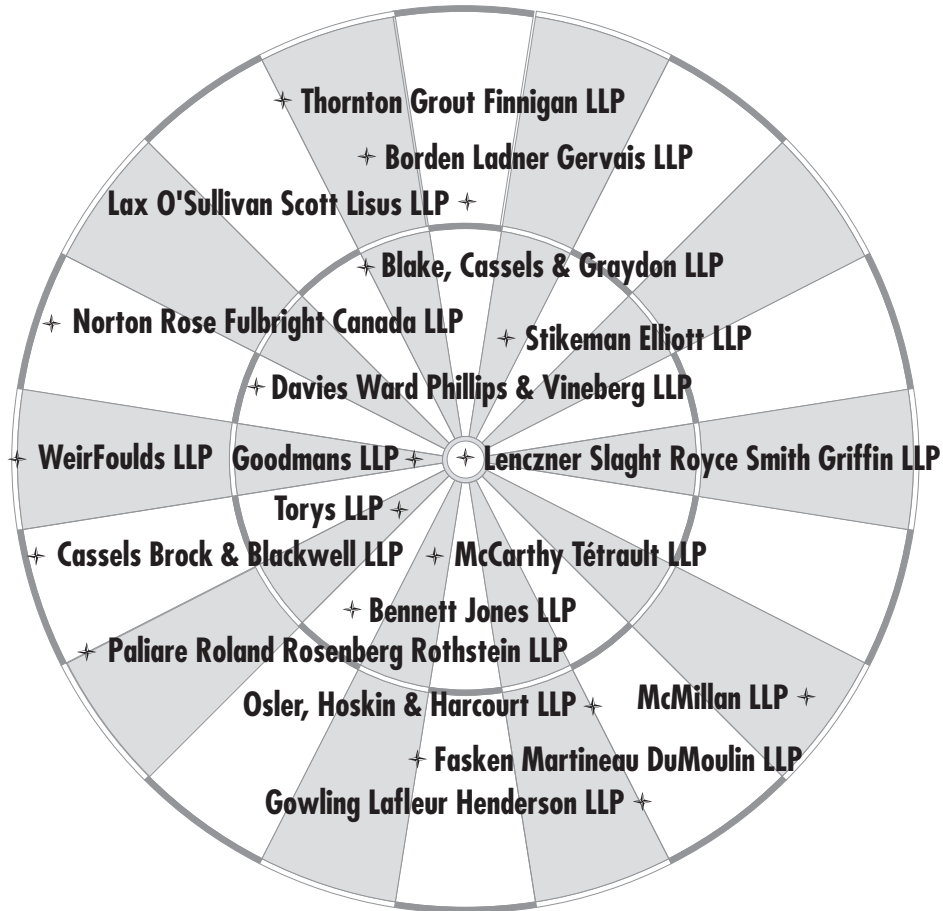 Thornton Grout Finnigan LLP
Borden Ladner Gervais LLP
Lax O'Sullivan Scott Lisus LLP
Blake, Cassels & Graydon LLP
Norton Rose Fulbright Canada LLP
Stikeman Elliott LLP
Davies Ward Phillips & Vineberg LLP
WeirFoulds LLP
Goodmans LLP
Lenczner Slaght Royce Smith Griffin LLP
Torys LLP
Cassels Brock & Blackwell LLP
McCarthy Tétrault LLP
Bennett Jones LLP
Paliare Roland Rosenberg Rothstein LLP
McMillan LLP
Osler, Hoskin & Harcourt LLP
Fasken Martineau DuMoulin LLP
Gowling Lafleur Henderson LLP